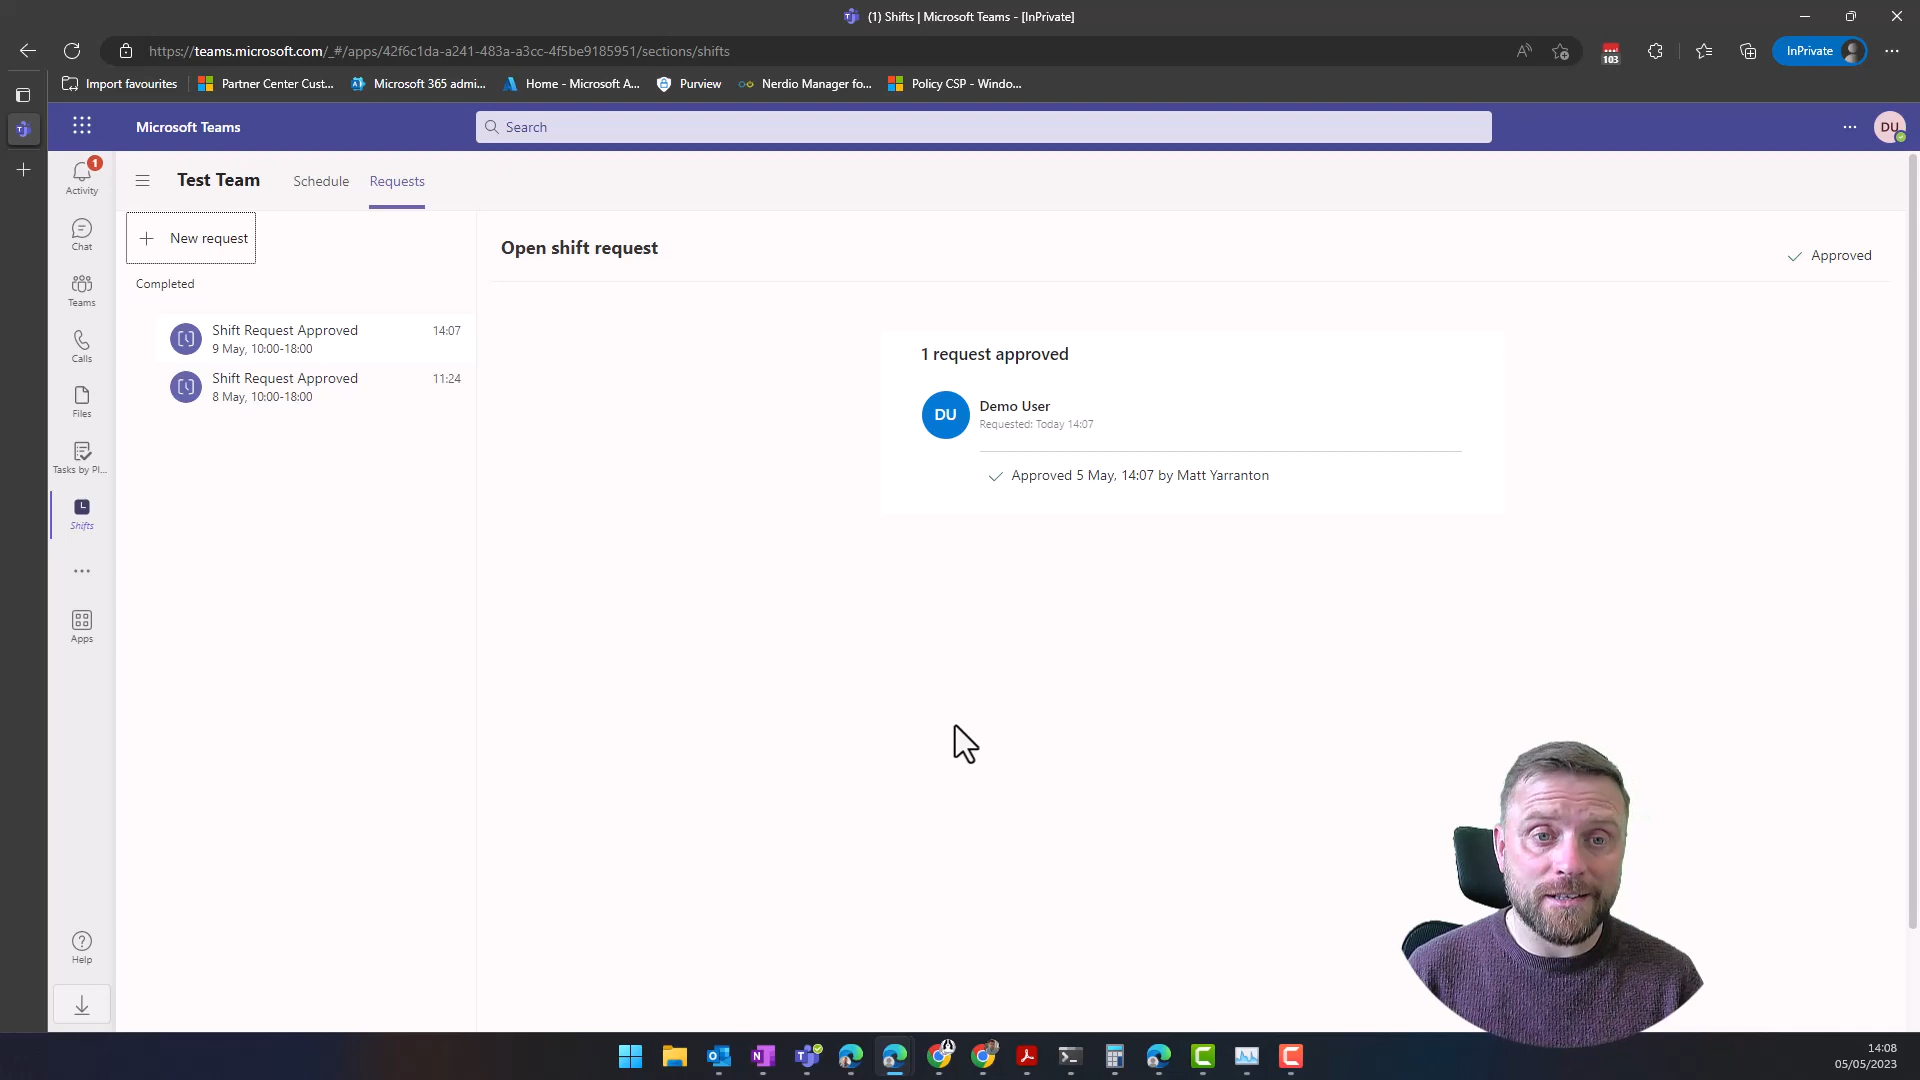 (1) Shifts | Microsoft Teams - [InPrivate]
https://teams.microsoft.com/_#/apps/42f6c1da-a241-483a-a3cc-4f5be9185951/sections/shifts
103
InPrivate
Import favourites
Partner Center Cust...
Microsoft 365 admi...
Home - Microsoft A...
Purview
Nerdio Manager fo...
Policy CSP - Windo...
Microsoft Teams
Search
DU
1
Activity
Chat
Teams
Calls
Files
Tasks by Pl...
Shifts
Apps
Help
Test Team
Schedule
Requests
New request
Completed
Shift Request Approved
14:07
9 May, 10:00-18:00
Shift Request Approved
11:24
8 May, 10:00-18:00
Open shift request
Approved
1 request approved
DU
Demo User
Requested: Today 14:07
Approved 5 May, 14:07 by Matt Yarranton
14:08
05/05/2023